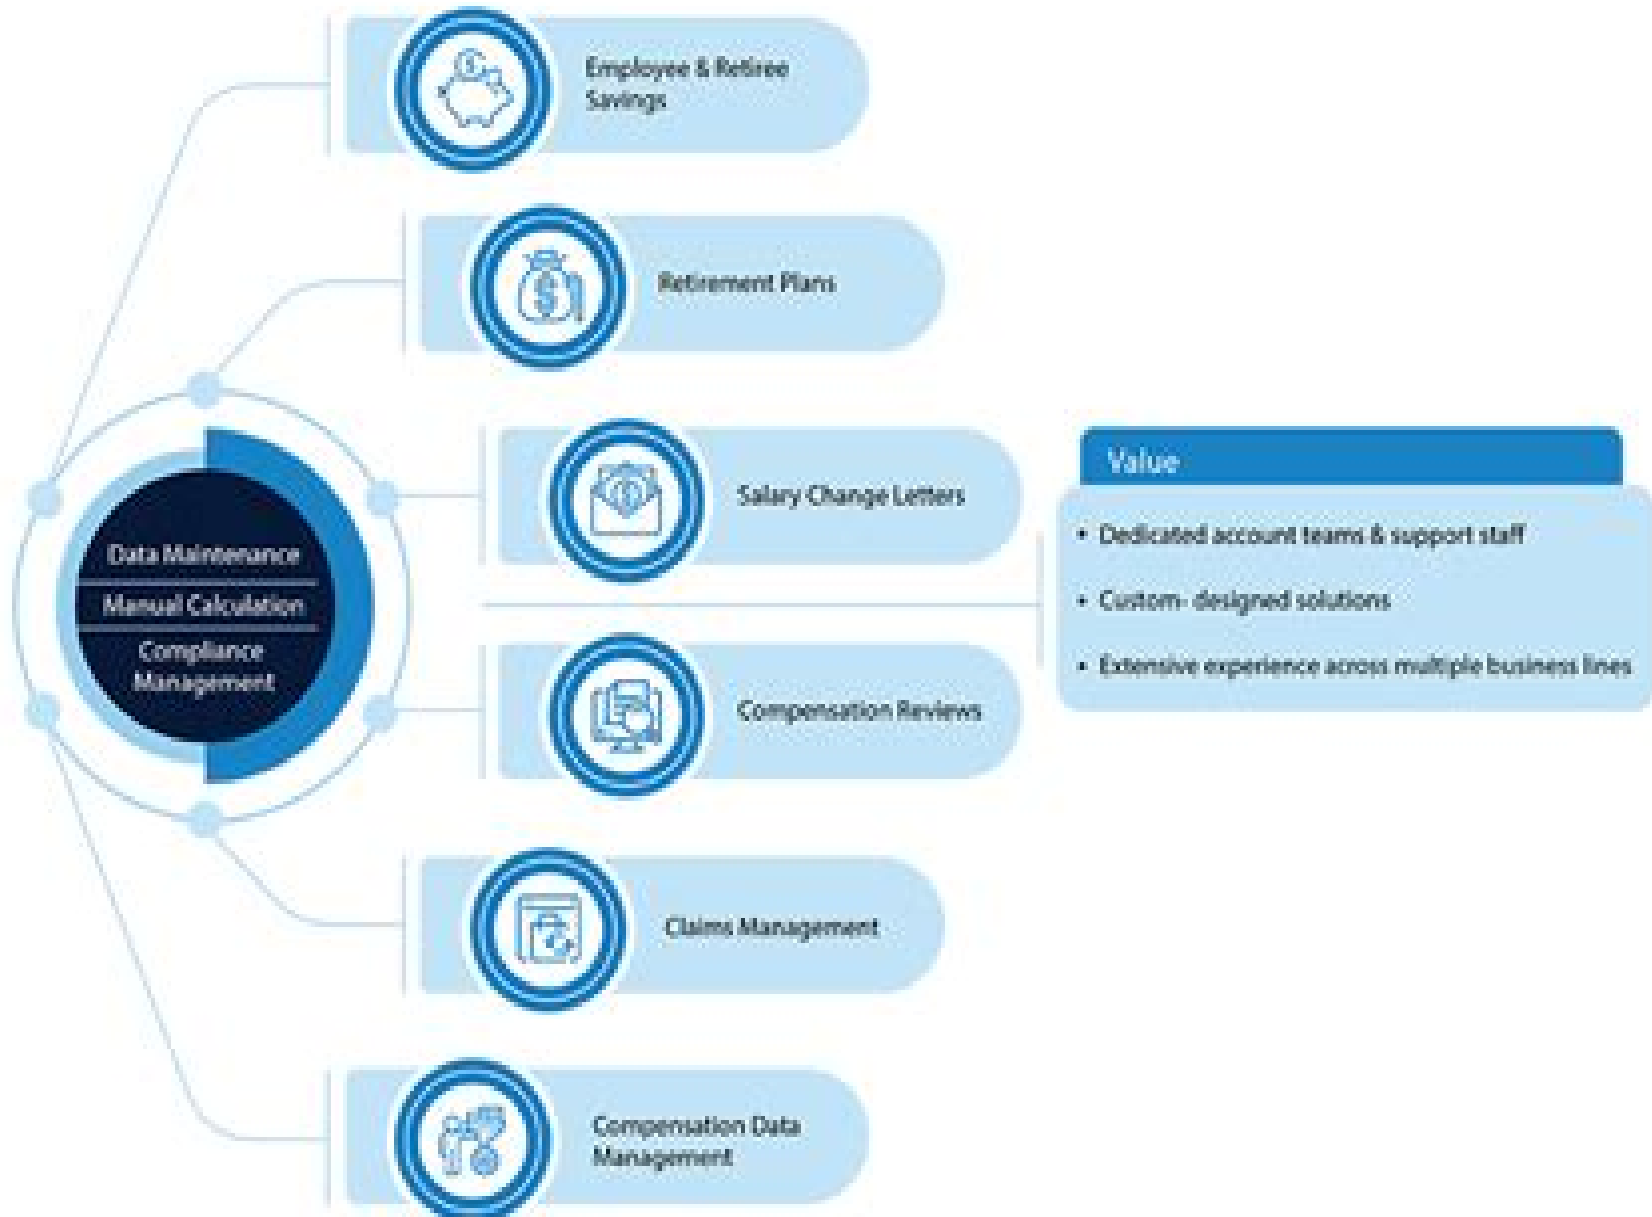 Employee & Retiree
Savings
Retirement Plans
Salary Change Letters
Value
Dedicated account teams & support staff
Custom- designed solutions
Extensive experience across multiple business lines
Data Maintenance
Manual Calculation
Compliance
Management
Compensation Reviews
Claims Management
Compensation Data
Management